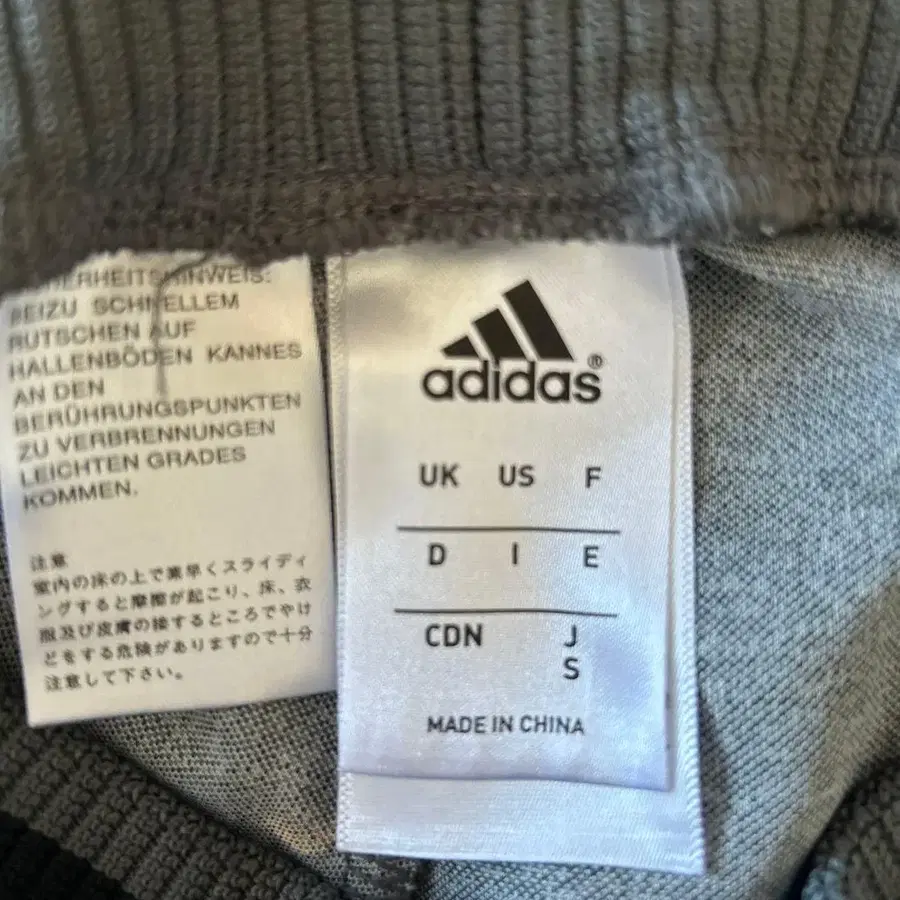 SICHERHEITSHINWEIS:
BEIZU SCHNELLEM
RUTSCHEN AUF
HALLENBÖDEN KANNES
AN DEN
BERÜHRUNGSPUNKTEN
ZU VERBRENNUNGEN
LEICHTEN GRADES
KOMMEN.
注意
室内の床の上で素早くスライディ
ングすると摩擦が起こり、床、衣
服及び皮膚の接するところでやけ
どをする危険がありますので十分
注意して下さい。
adidas®
UK US F
D I E
CDN J
S
MADE IN CHINA